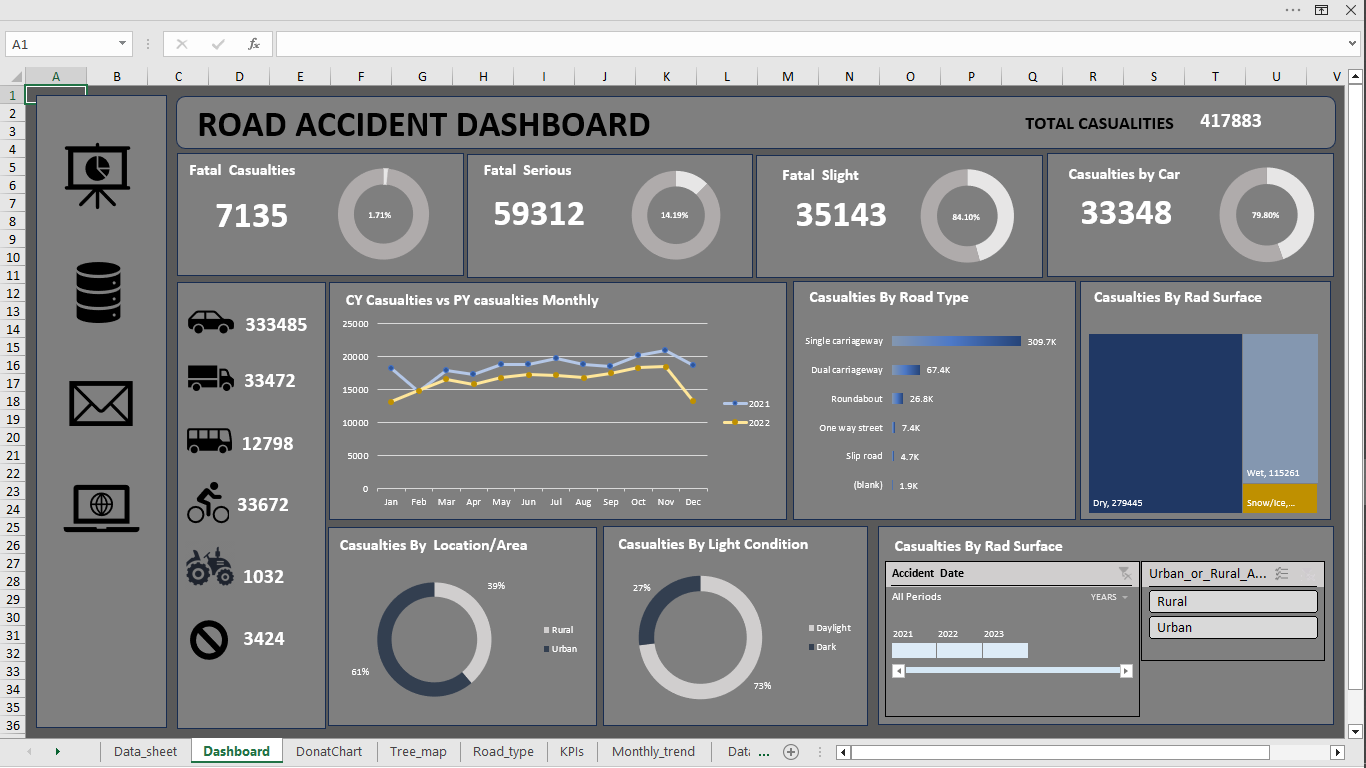 A1
fx
A B C D E F G H I J K L M N O P Q R S T U V
1
2
3
4
5
6
7
8
9
10
11
12
13
14
15
16
17
18
19
20
21
22
23
24
25
26
27
28
29
30
31
32
33
34
35
36
ROAD ACCIDENT DASHBOARD
TOTAL CASUALITIES 417883
Fatal Casualties
7135
1.71%
Fatal Serious
59312
14.19%
Fatal Slight
35143
84.10%
Casualties by Car
33348
79.80%
333485
33472
12798
33672
1032
3424
CY Casualties vs PY casualties Monthly
25000
20000
15000
10000
5000
0
Jan Feb Mar Apr May Jun Jul Aug Sep Oct Nov Dec
2021
2022
Casualties By Road Type
Single carriageway 309.7K
Dual carriageway 67.4K
Roundabout 26.8K
One way street 7.4K
Slip road 4.7K
(blank) 1.9K
Casualties By Rad Surface
Dry, 279445
Wet, 115261
Snow/Ice,...
Casualties By Location/Area
39%
61%
Rural
Urban
Casualties By Light Condition
27%
73%
Daylight
Dark
Casualties By Rad Surface
Accident Date
All Periods YEARS
2021 2022 2023
Urban_or_Rural_A...
Rural
Urban
Data_sheet Dashboard DonatChart Tree_map Road_type KPIs Monthly_trend Data ...